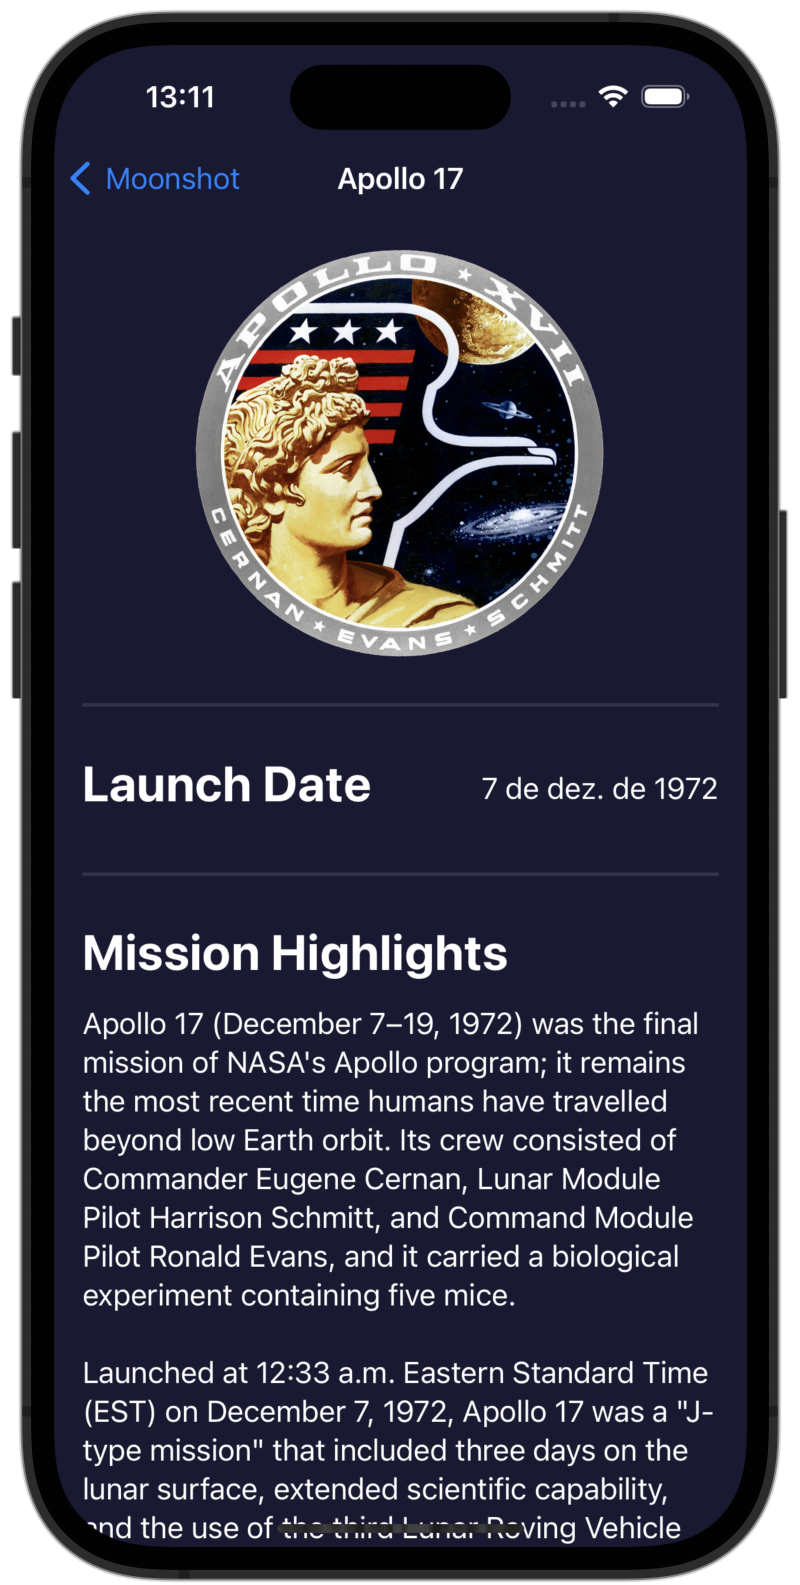 13:11
Moonshot
Apollo 17
APOLLO ★ XVII
CERNAN ★ EVANS ★ SCHMITT
Launch Date
7 de dez. de 1972
Mission Highlights
Apollo 17 (December 7–19, 1972) was the final
mission of NASA's Apollo program; it remains
the most recent time humans have travelled
beyond low Earth orbit. Its crew consisted of
Commander Eugene Cernan, Lunar Module
Pilot Harrison Schmitt, and Command Module
Pilot Ronald Evans, and it carried a biological
experiment containing five mice.
Launched at 12:33 a.m. Eastern Standard Time
(EST) on December 7, 1972, Apollo 17 was a "J-
type mission" that included three days on the
lunar surface, extended scientific capability,
and the use of the third Lunar Roving Vehicle